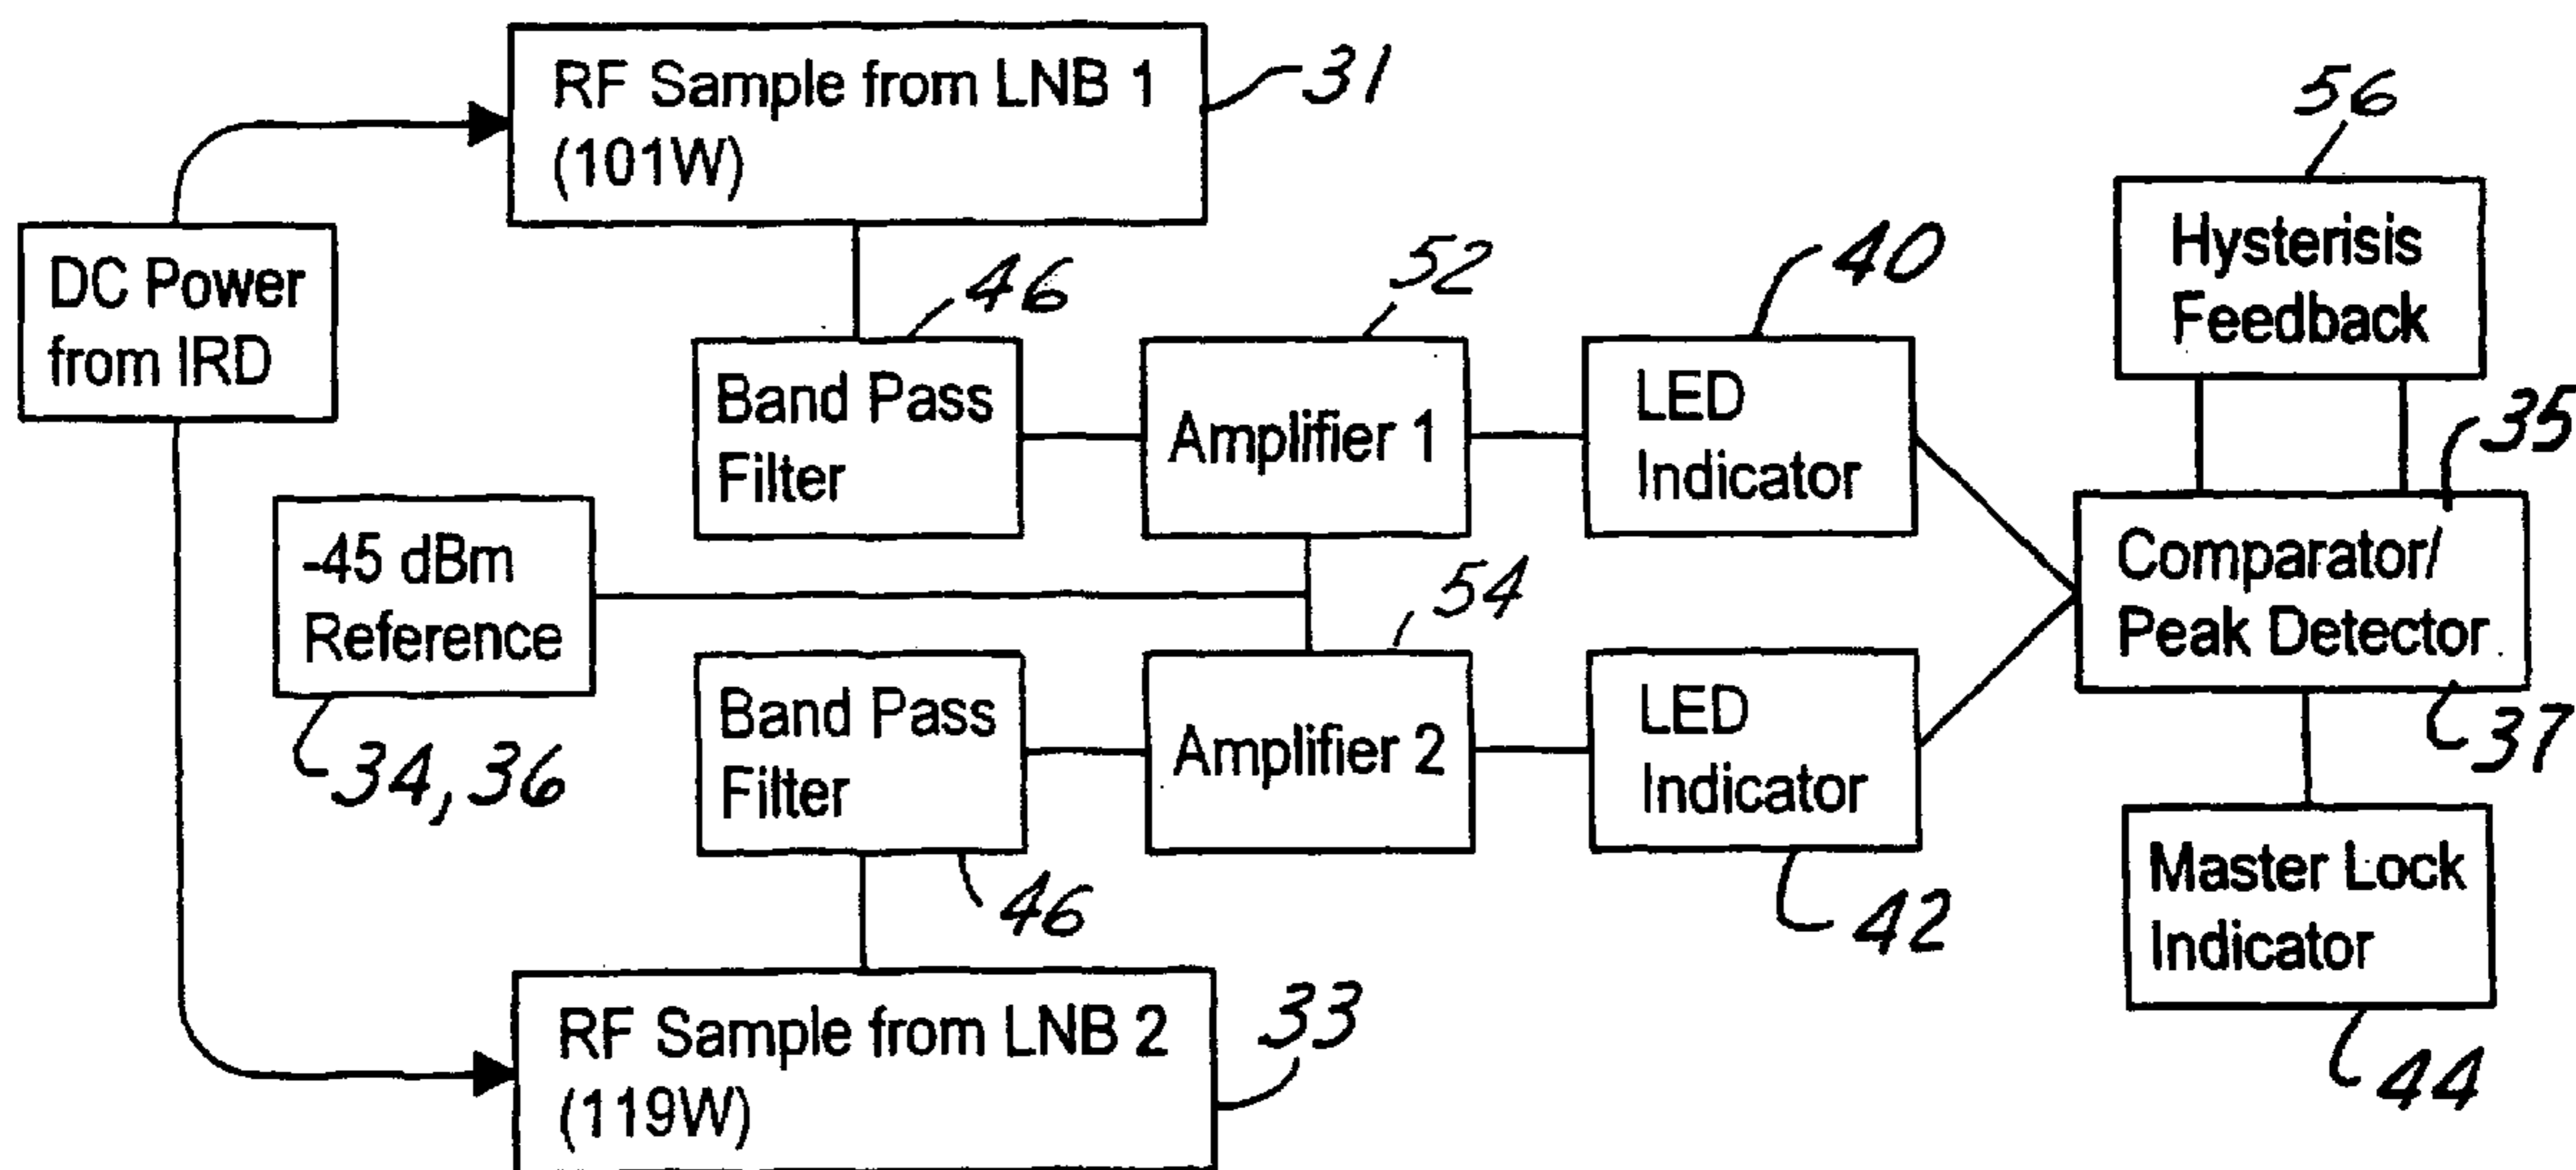 RF Sample from LNB 1
(101W)
31
56
DC Power
from IRD
46
52
40
Hysterisis
Feedback
Band Pass
Filter
Amplifier 1
LED
Indicator
35
-45 dBm
Reference
34, 36
54
Comparator/
Peak Detector
37
Band Pass
Filter
46
Amplifier 2
LED
Indicator
42
Master Lock
Indicator
44
RF Sample from LNB 2
(119W)
33